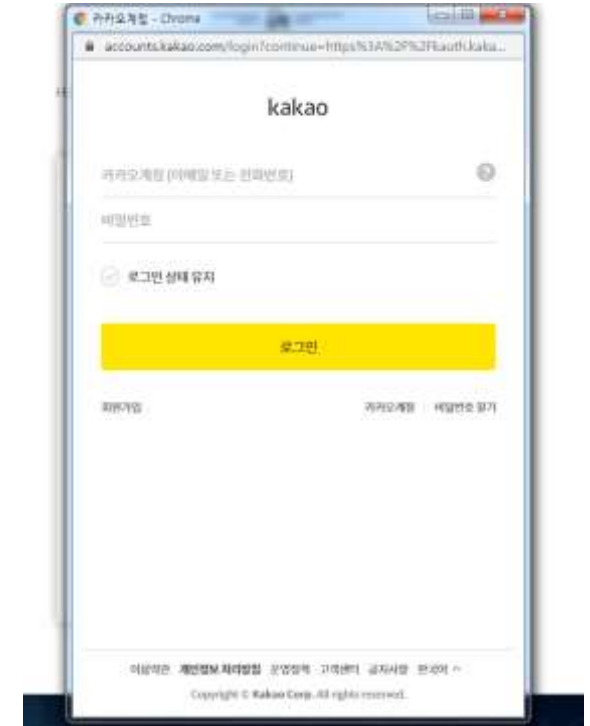 카카오계정 - Chrome
accounts.kakao.com/login?continue=https%3A%2F%2Fkauth.kaka...
kakao
카카오계정 (이메일 또는 전화번호)
비밀번호
로그인 상태 유지
로그인
회원가입 카카오계정 비밀번호 찾기
이용약관 개인정보 처리방침 운영정책 고객센터 공지사항 한국어
Copyright © Kakao Corp. All rights reserved.